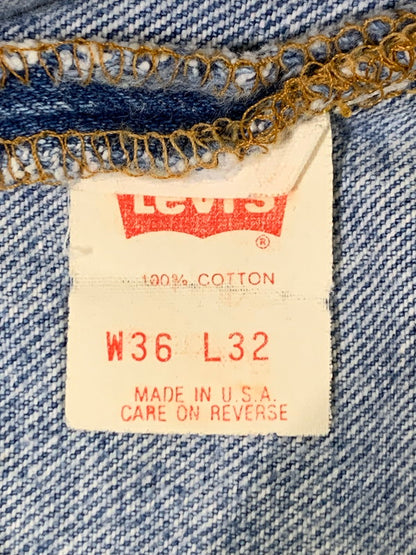 Levi's
®
100% COTTON
W36 L32
MADE IN U.S.A.
CARE ON REVERSE